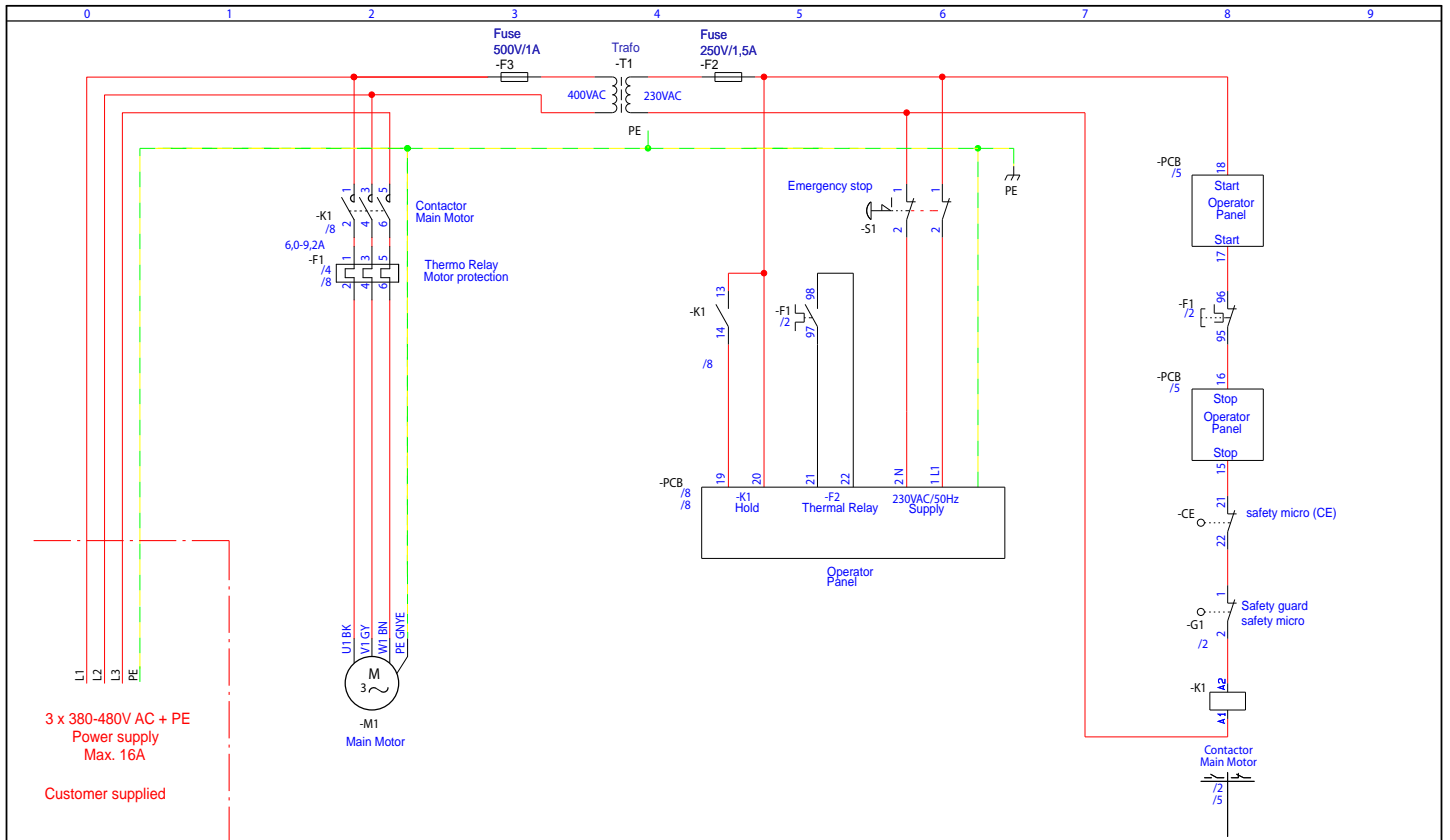 0 1 2 3 4 5 6 7 8 9
Fuse
500V/1A
-F3
Trafo
-T1
Fuse
250V/1,5A
-F2
400VAC
230VAC
PE
PE
-K1
/8
1 3 5
2 4 6
Contactor
Main Motor
6,0-9,2A
-F1
/4
/8
1 3 5
2 4 6
Thermo Relay
Motor protection
Emergency stop
-S1
1 1
2 2
-K1
13
14
/8
-F1
/2
98
97
-PCB
/8
/8
19 20 21 22 2 N 1 L1
-K1
Hold
-F2
Thermal Relay
230VAC/50Hz
Supply
Operator
Panel
-PCB
/5
18
Start
Operator
Panel
Start
17
-F1
/2
96
95
-PCB
/5
16
Stop
Operator
Panel
Stop
15
-CE
21
22
safety micro (CE)
-G1
/2
1
2
Safety guard
safety micro
-K1
A2
A1
Contactor
Main Motor
/2
/5
L1 L2 L3 PE
3 x 380-480V AC + PE
Power supply
Max. 16A
Customer supplied
U1 BK
V1 GY
W1 BN
PE GNYE
M
3
-M1
Main Motor